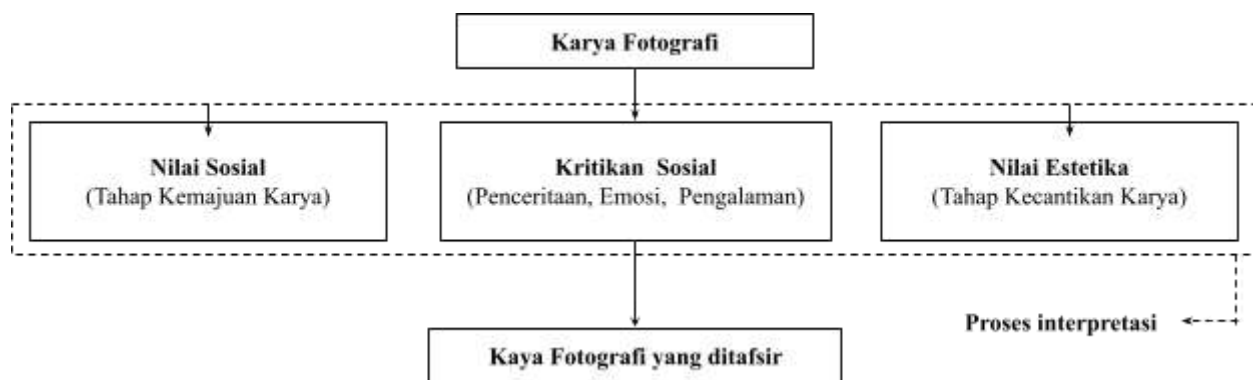 Karya Fotografi
Nilai Sosial
(Tahap Kemajuan Karya)
Kritikan Sosial
(Penceritaan, Emosi, Pengalaman)
Nilai Estetika
(Tahap Kecantikan Karya)
Proses interpretasi
Kaya Fotografi yang ditafsir